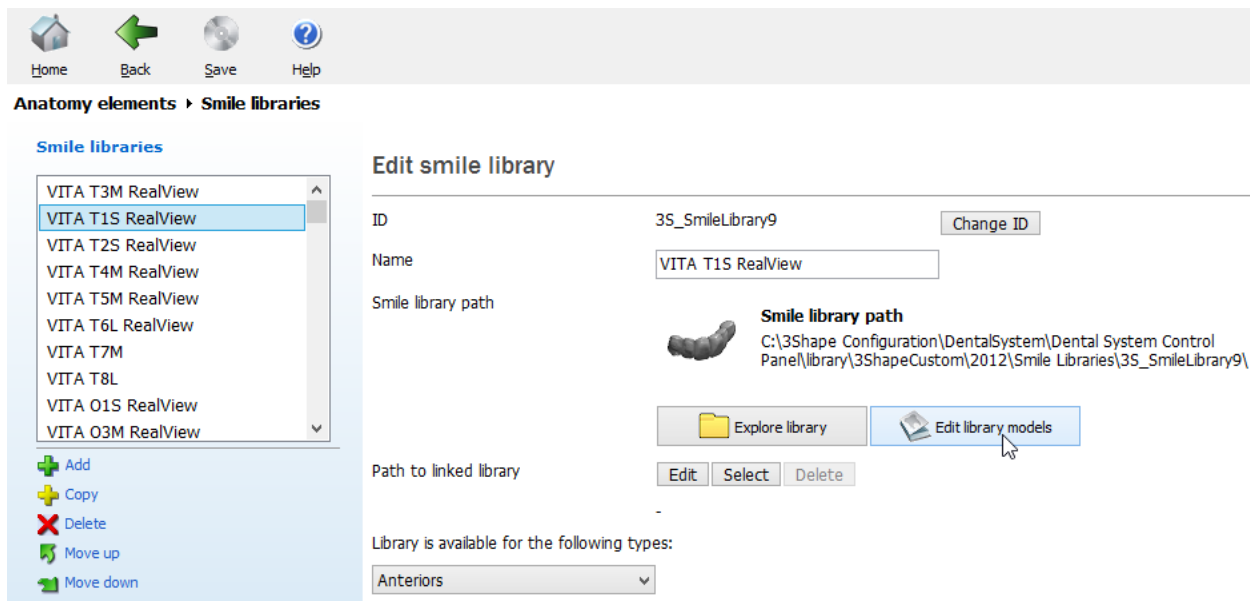 Home Back Save Help
Anatomy elements ▸ Smile libraries
Smile libraries
VITA T3M RealView
VITA T1S RealView
VITA T2S RealView
VITA T4M RealView
VITA T5M RealView
VITA T6L RealView
VITA T7M
VITA T8L
VITA O1S RealView
VITA O3M RealView
Add
Copy
Delete
Move up
Move down
Edit smile library
ID 3S_SmileLibrary9 Change ID
Name VITA T1S RealView
Smile library path Smile library path
C:\3Shape Configuration\DentalSystem\Dental System Control
Panel\library\3ShapeCustom\2012\Smile Libraries\3S_SmileLibrary9\
Explore library Edit library models
Path to linked library Edit Select Delete
-
Library is available for the following types:
Anteriors